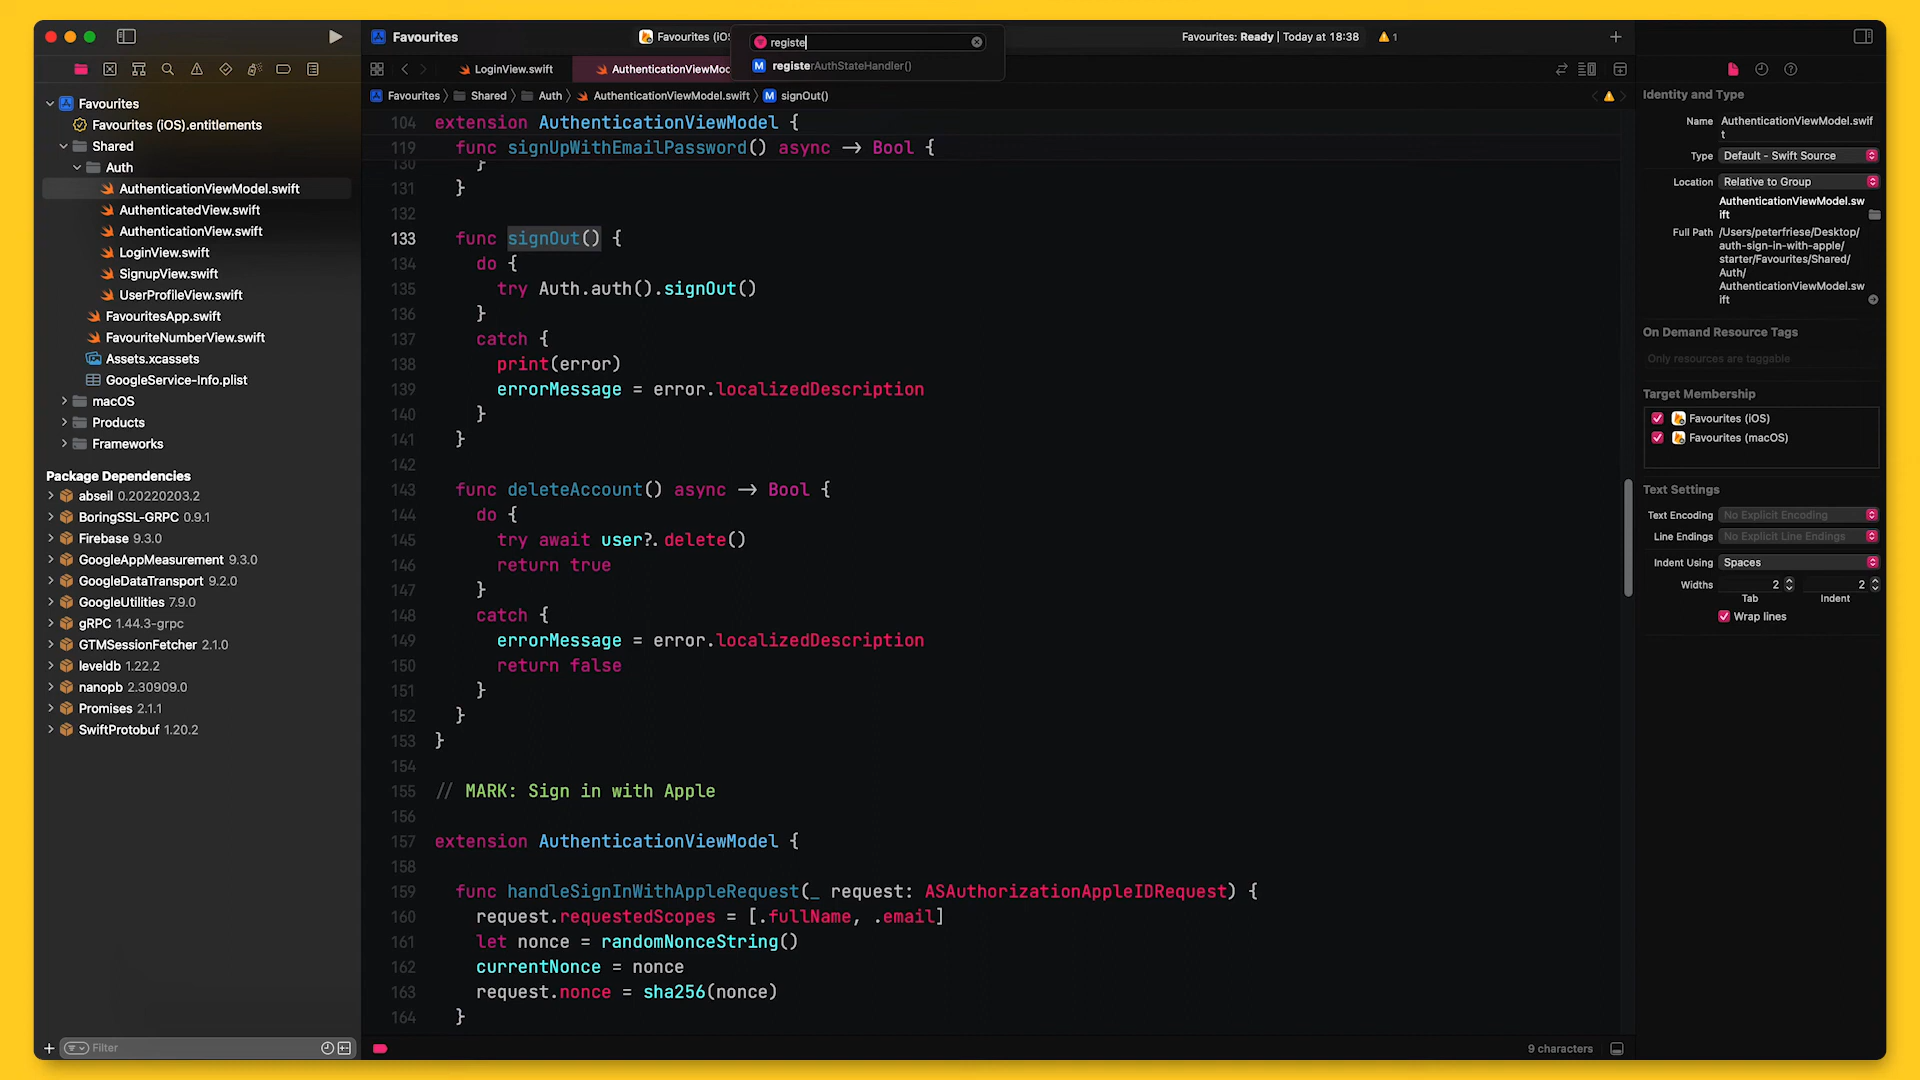 Favourites
Favourites (iO
Favourites: Ready | Today at 18:38
1
registe
registerAuthStateHandler()
LoginView.swift
AuthenticationViewMo
Favourites
Shared
Auth
AuthenticationViewModel.swift
signOut()
Favourites
Favourites (iOS).entitlements
Shared
Auth
AuthenticationViewModel.swift
AuthenticatedView.swift
AuthenticationView.swift
LoginView.swift
SignupView.swift
UserProfileView.swift
FavouritesApp.swift
FavouriteNumberView.swift
Assets.xcassets
GoogleService-Info.plist
macOS
Products
Frameworks
Package Dependencies
abseil 0.20220203.2
BoringSSL-GRPC 0.9.1
Firebase 9.3.0
GoogleAppMeasurement 9.3.0
GoogleDataTransport 9.2.0
GoogleUtilities 7.9.0
gRPC 1.44.3-grpc
GTMSessionFetcher 2.1.0
leveldb 1.22.2
nanopb 2.30909.0
Promises 2.1.1
SwiftProtobuf 1.20.2
Filter
104 extension AuthenticationViewModel {
119 func signUpWithEmailPassword() async -> Bool {
130 }
131 }
132
133 func signOut() {
134 do {
135 try Auth.auth().signOut()
136 }
137 catch {
138 print(error)
139 errorMessage = error.localizedDescription
140 }
141 }
142
143 func deleteAccount() async -> Bool {
144 do {
145 try await user?.delete()
146 return true
147 }
148 catch {
149 errorMessage = error.localizedDescription
150 return false
151 }
152 }
153 }
154
155 // MARK: Sign in with Apple
156
157 extension AuthenticationViewModel {
158
159 func handleSignInWithAppleRequest(_ request: ASAuthorizationAppleIDRequest) {
160 request.requestedScopes = [.fullName, .email]
161 let nonce = randomNonceString()
162 currentNonce = nonce
163 request.nonce = sha256(nonce)
164 }
9 characters
Identity and Type
Name AuthenticationViewModel.swif
t
Type Default - Swift Source
Location Relative to Group
AuthenticationViewModel.sw
ift
Full Path /Users/peterfriese/Desktop/
auth-sign-in-with-apple/
starter/Favourites/Shared/
Auth/
AuthenticationViewModel.sw
ift
On Demand Resource Tags
Only resources are taggable
Target Membership
Favourites (iOS)
Favourites (macOS)
Text Settings
Text Encoding No Explicit Encoding
Line Endings No Explicit Line Endings
Indent Using Spaces
Widths 2 2
Tab Indent
Wrap lines